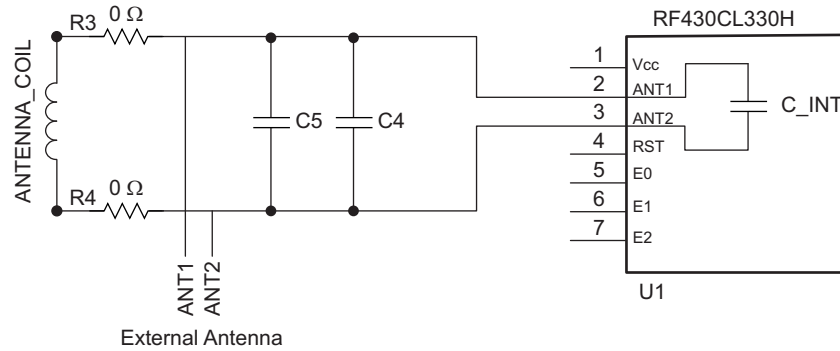 RF430CL330H
R3
0 Ω
ANTENNA_COIL
C5
C4
R4
0 Ω
ANT1
ANT2
External Antenna
1
Vcc
2
ANT1
3
ANT2
4
RST
5
E0
6
E1
7
E2
C_INT
U1